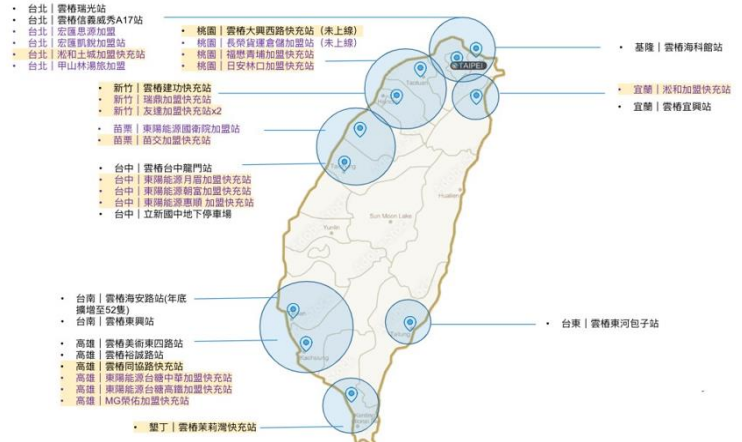 台北｜雲樁瑞光站
台北｜雲樁信義威秀A17站
台北｜宏匯思源加盟
台北｜宏匯凱銳加盟站
台北｜淞和土城加盟快充站
台北｜甲山林湯旅加盟
桃園｜雲樁大興西路快充站（未上線）
桃園｜長榮貨運倉儲加盟站（未上線）
桃園｜福懋青埔加盟快充站
桃園｜日安林口加盟快充站
基隆｜雲樁海科館站
宜蘭｜淞和加盟快充站
宜蘭｜雲樁宜興站
新竹｜雲樁建功快充站
新竹｜瑞鼎加盟快充站
新竹｜友達加盟快充站x2
苗栗｜東陽能源國衛院加盟站
苗栗｜苗交加盟快充站
台中｜雲樁台中龍門站
台中｜東陽能源月眉加盟快充站
台中｜東陽能源朝富加盟快充站
台中｜東陽能源惠順 加盟快充站
台中｜立新國中地下停車場
台南｜雲樁海安路站(年底
擴增至52隻)
台南｜雲樁東興站
高雄｜雲樁美術東四路站
高雄｜雲樁裕誠路站
高雄｜雲樁同協路快充站
高雄｜東陽能源台糖中華加盟快充站
高雄｜東陽能源台糖高鐵加盟快充站
高雄｜MG榮佑加盟快充站
墾丁｜雲樁茉莉灣快充站
台東｜雲樁東河包子站
TAIPEI
Taoyuan
Hualien
Sun Moon Lake
Yunlin
Taitung
Kaohsiung